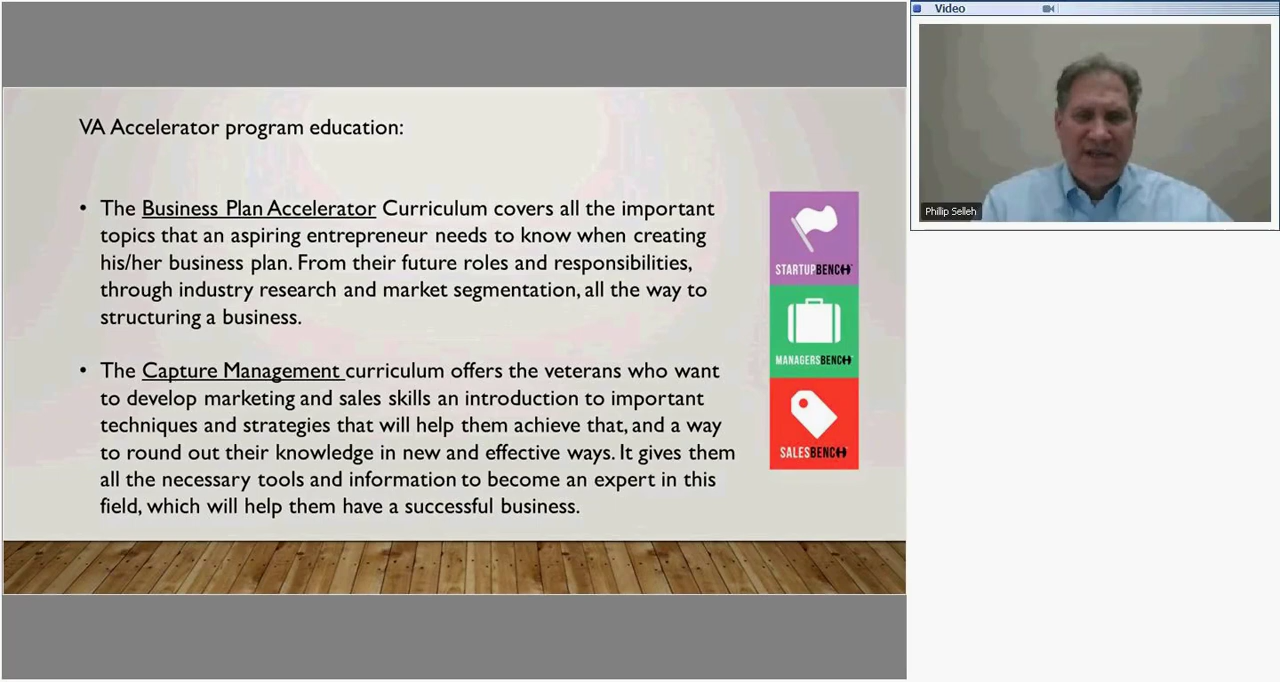 VA Accelerator program education:
• The Business Plan Accelerator Curriculum covers all the important
topics that an aspiring entrepreneur needs to know when creating
his/her business plan. From their future roles and responsibilities,
through industry research and market segmentation, all the way to
structuring a business.
• The Capture Management curriculum offers the veterans who want
to develop marketing and sales skills an introduction to important
techniques and strategies that will help them achieve that, and a way
to round out their knowledge in new and effective ways. It gives them
all the necessary tools and information to become an expert in this
field, which will help them have a successful business.
STARTUPBENCH
MANAGERSBENCH
SALESBENCH
Video
Phillip Selleh